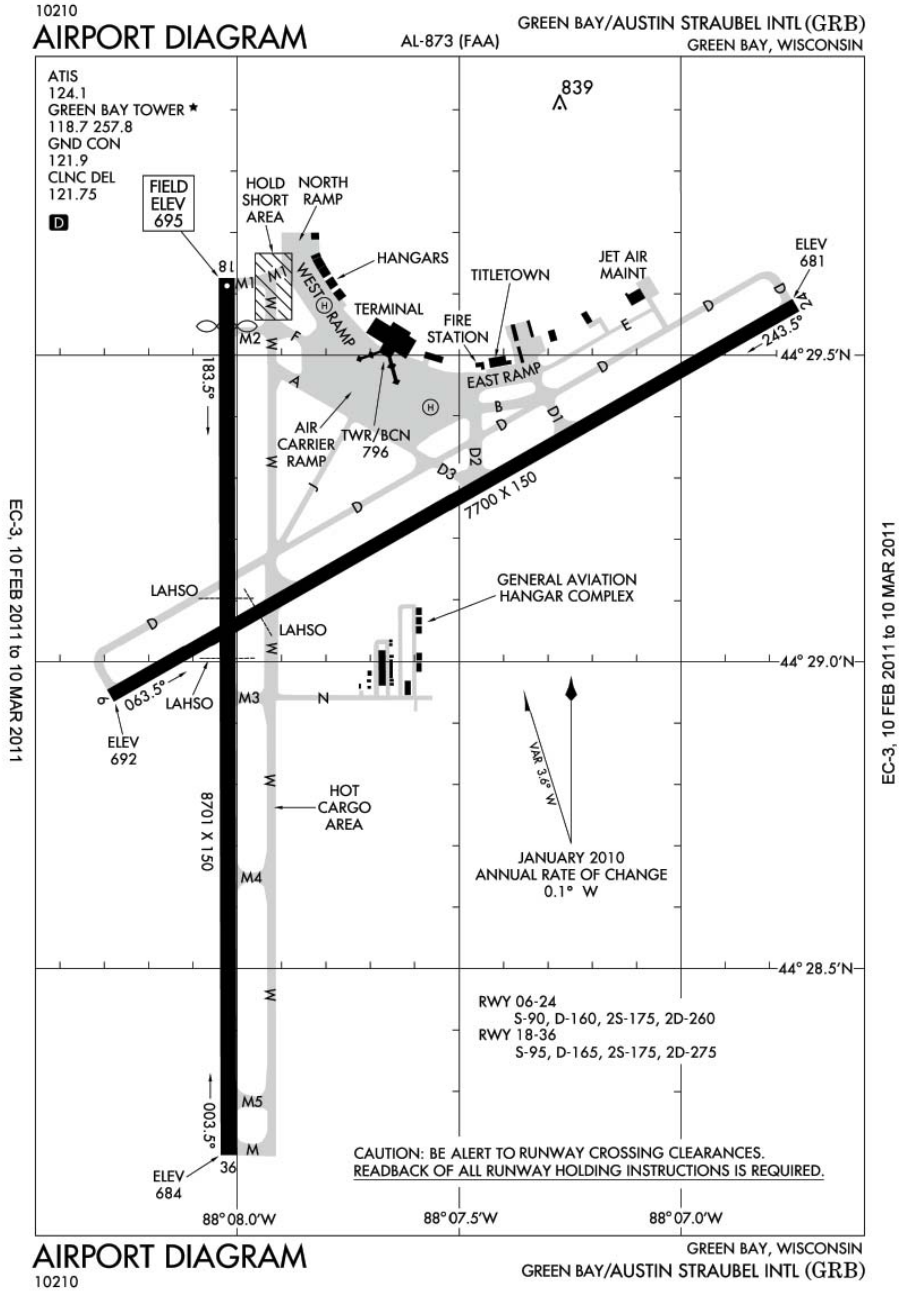 10210
AIRPORT DIAGRAM
AL-873 (FAA)
GREEN BAY/AUSTIN STRAUBEL INTL (GRB)
GREEN BAY, WISCONSIN
ATIS
124.1
GREEN BAY TOWER ★
118.7 257.8
GND CON
121.9
CLNC DEL
121.75
D
FIELD
ELEV
695
HOLD
SHORT
AREA
NORTH
RAMP
839
18
M1
M1
M
M2
M
F
A
WEST RAMP
H
HANGARS
TERMINAL
FIRE
STATION
TITLETOWN
JET AIR
MAINT
ELEV
681
D
D
24
243.5°
E
D
44° 29.5'N
EAST RAMP
B
D
D1
H
183.5°
AIR
CARRIER
RAMP
TWR/BCN
796
M
D3
D2
J
D
7700 X 150
LAHSO
D
LAHSO
M
GENERAL AVIATION
HANGAR COMPLEX
44° 29.0'N
6
063.5°
LAHSO
M3
N
ELEV
692
VAR 3.6° W
M
HOT
CARGO
AREA
8701 X 150
JANUARY 2010
ANNUAL RATE OF CHANGE
0.1° W
M4
44° 28.5'N
M
RWY 06-24
S-90, D-160, 2S-175, 2D-260
RWY 18-36
S-95, D-165, 2S-175, 2D-275
M5
003.5°
M
36
ELEV
684
CAUTION: BE ALERT TO RUNWAY CROSSING CLEARANCES.
READBACK OF ALL RUNWAY HOLDING INSTRUCTIONS IS REQUIRED.
88° 08.0'W
88° 07.5'W
88° 07.0'W
EC-3, 10 FEB 2011 to 10 MAR 2011
EC-3, 10 FEB 2011 to 10 MAR 2011
AIRPORT DIAGRAM
10210
GREEN BAY, WISCONSIN
GREEN BAY/AUSTIN STRAUBEL INTL (GRB)